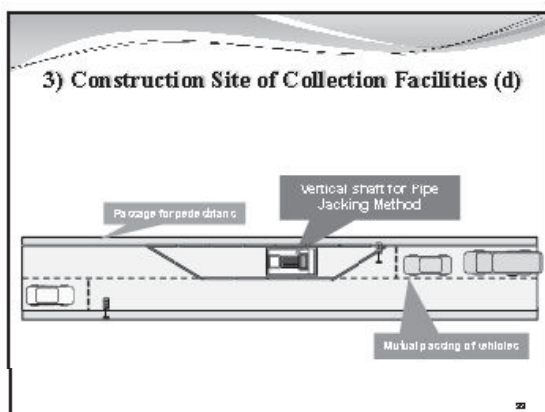 3) Construction Site of Collection Facilities (d)
Vertical shaft for Pipe
Jacking Method
Passage for pedestrians
Mutual passing of vehicles